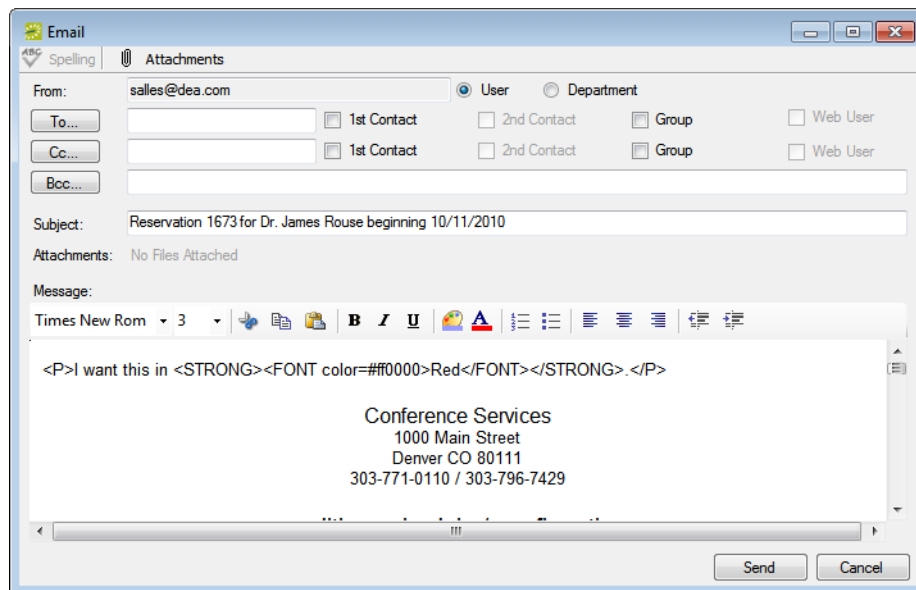 Email
ABC Spelling Attachments
From: salles@dea.com User Department
To... 1st Contact 2nd Contact Group Web User
Cc... 1st Contact 2nd Contact Group Web User
Bcc...
Subject: Reservation 1673 for Dr. James Rouse beginning 10/11/2010
Attachments: No Files Attached
Message:
Times New Rom 3 B I U A
<P>I want this in <STRONG><FONT color=#ff0000>Red</FONT></STRONG>.</P>
Conference Services
1000 Main Street
Denver CO 80111
303-771-0110 / 303-796-7429
Send Cancel